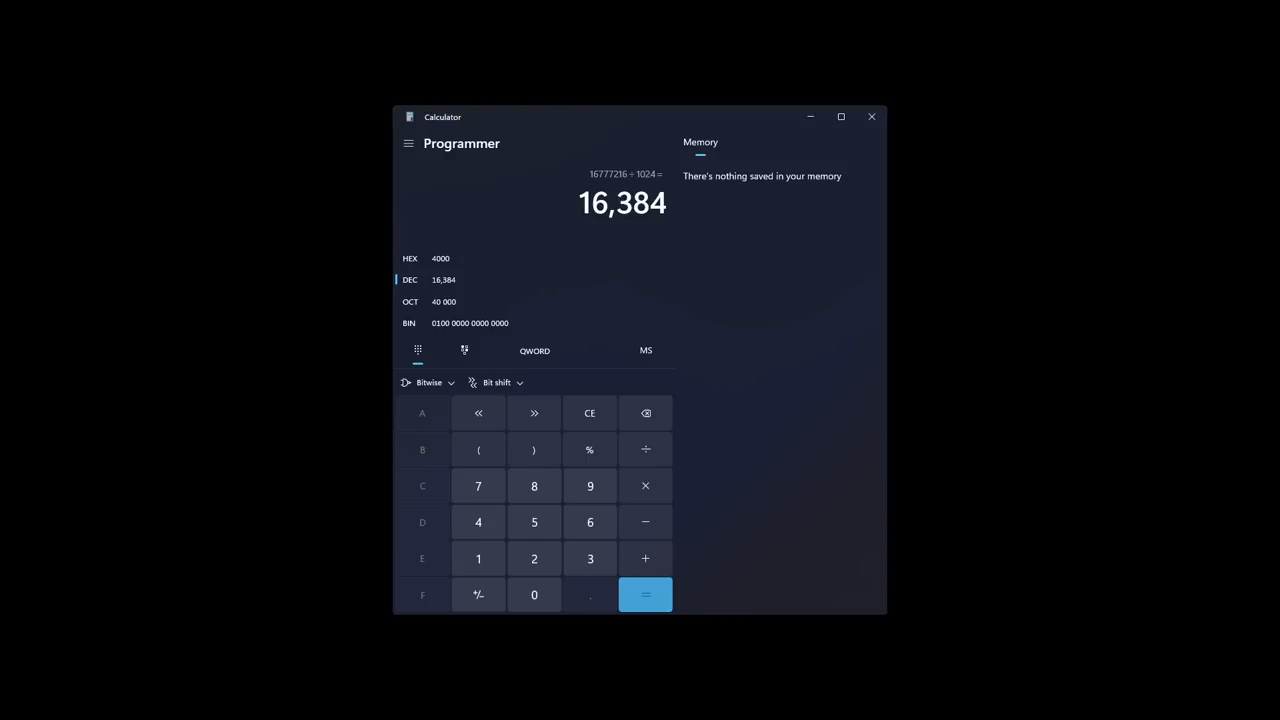 Calculator
Programmer
Memory
There's nothing saved in your memory
16777216 ÷ 1024 =
16,384
HEX 4000
DEC 16,384
OCT 40 000
BIN 0100 0000 0000 0000
QWORD MS
Bitwise Bit shift
A « » CE
B ( ) % ÷
C 7 8 9 ×
D 4 5 6 −
E 1 2 3 +
F +/− 0 . =